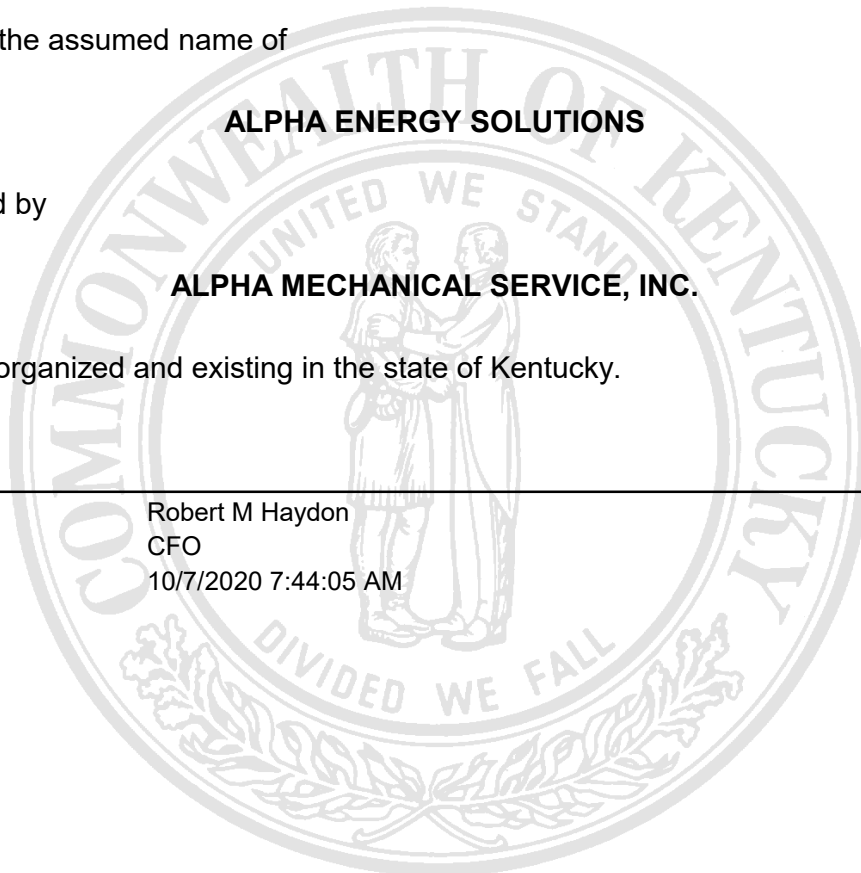 the assumed name of
ALPHA ENERGY SOLUTIONS
d by
ALPHA MECHANICAL SERVICE, INC.
organized and existing in the state of Kentucky.
Robert M Haydon
CFO
10/7/2020 7:44:05 AM
COMMONWEALTH OF KENTUCKY
UNITED WE STAND
DIVIDED WE FALL